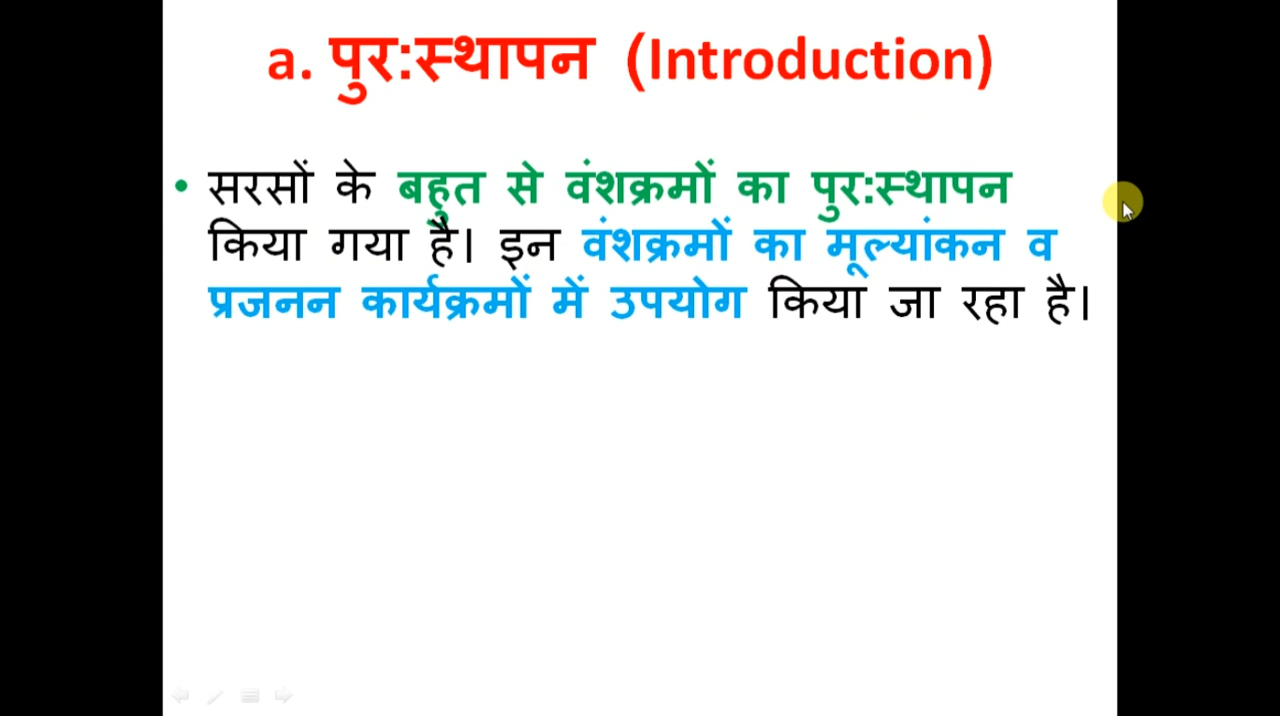 a. पुर:स्थापन (Introduction)
• सरसों के बहुत से वंशक्रमों का पुर:स्थापन
किया गया है। इन वंशक्रमों का मूल्यांकन व
प्रजनन कार्यक्रमों में उपयोग किया जा रहा है।